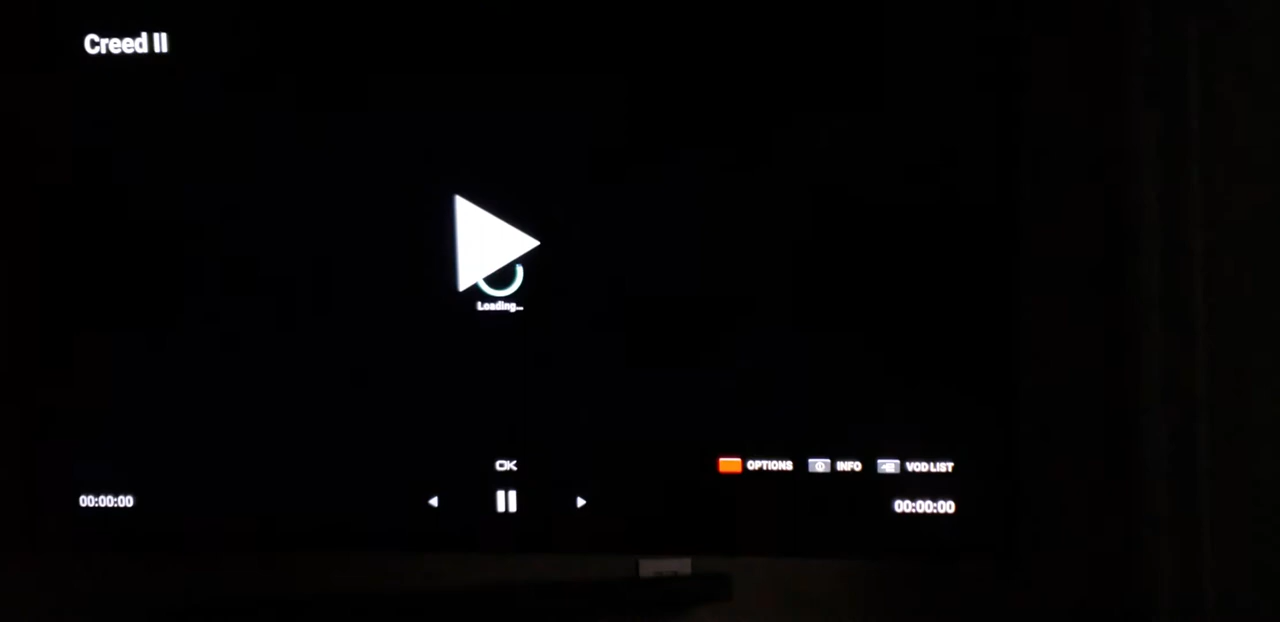 Creed II
Loading...
OK
OPTIONS INFO VOD LIST
00:00:00
00:00:00